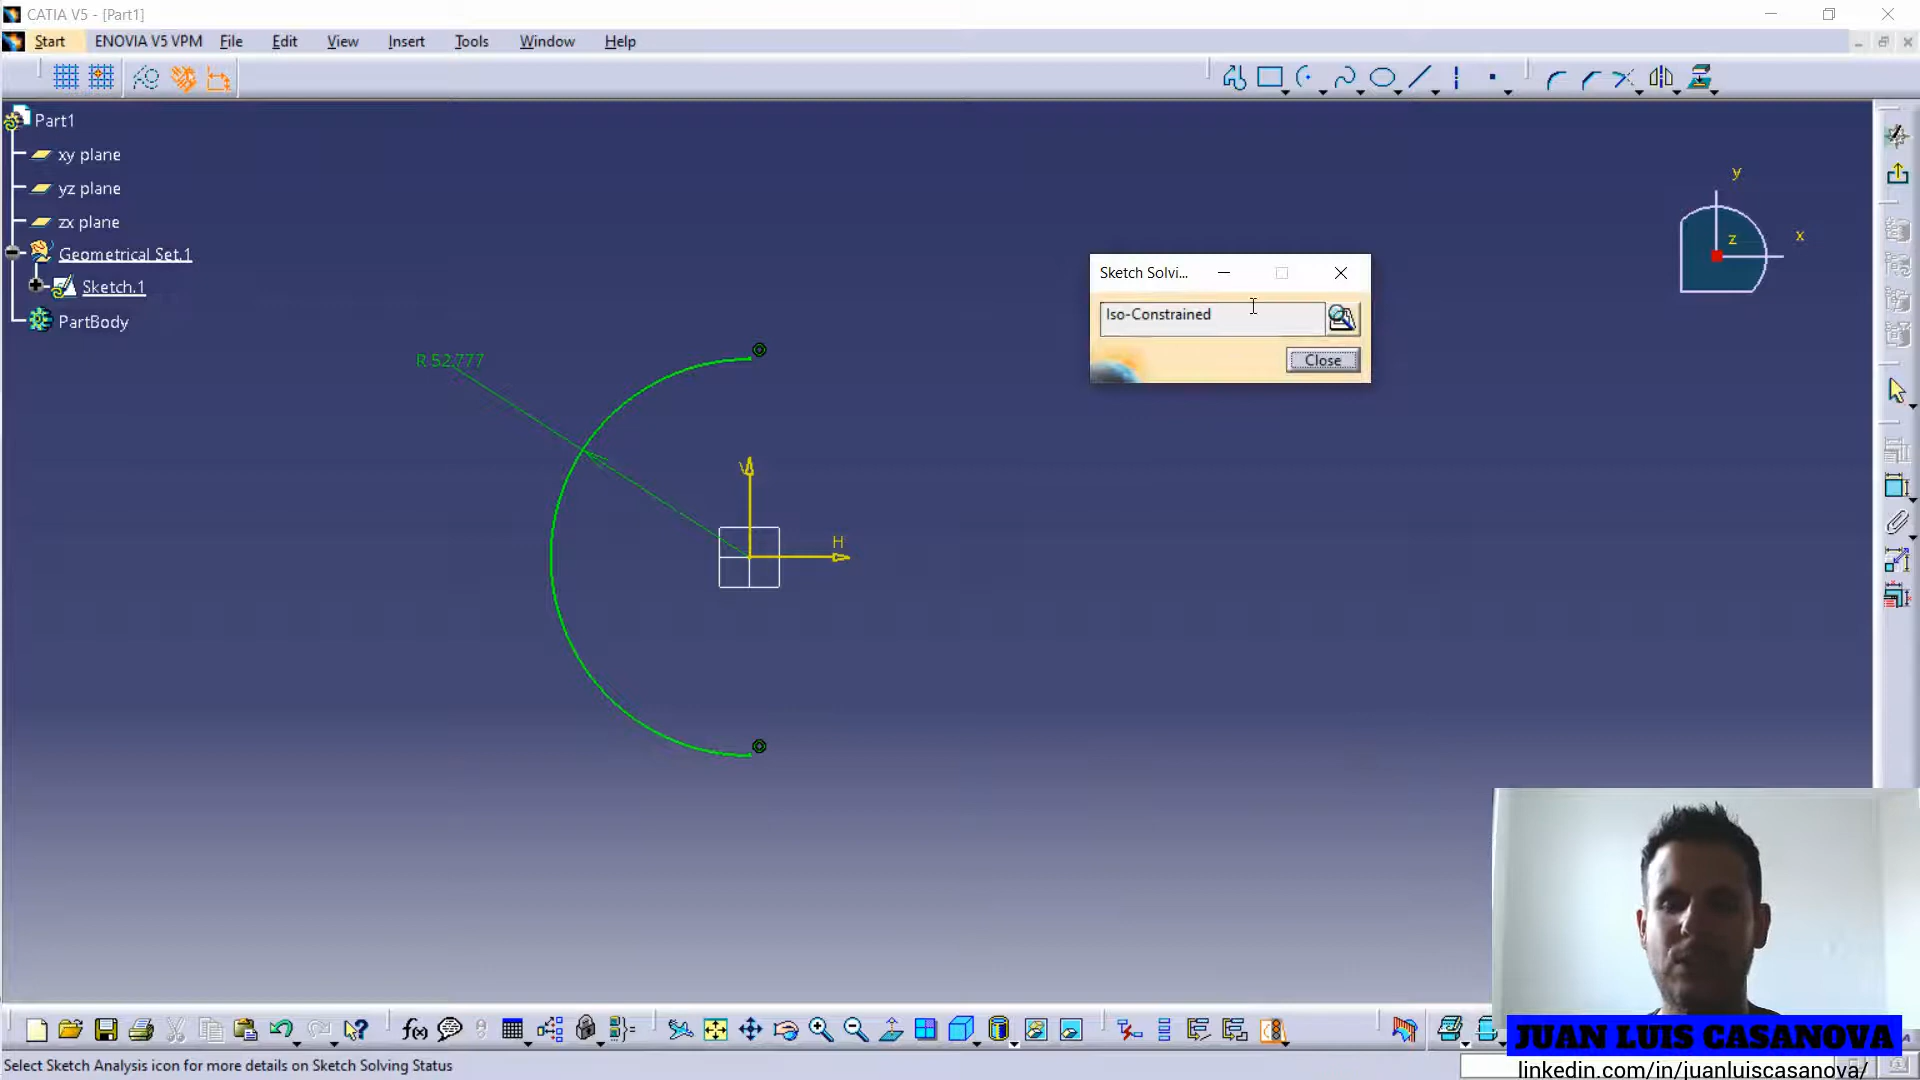 CATIA V5 - [Part1]
Start ENOVIA V5 VPM File Edit View Insert Tools Window Help
Part1
xy plane
yz plane
zx plane
Geometrical Set.1
Sketch.1
PartBody
R 52.777
V
H
y
x
z
Sketch Solvi...
Iso-Constrained
Close
f(x)
Select Sketch Analysis icon for more details on Sketch Solving Status
JUAN LUIS CASANOVA
linkedin.com/in/juanluiscasanova/